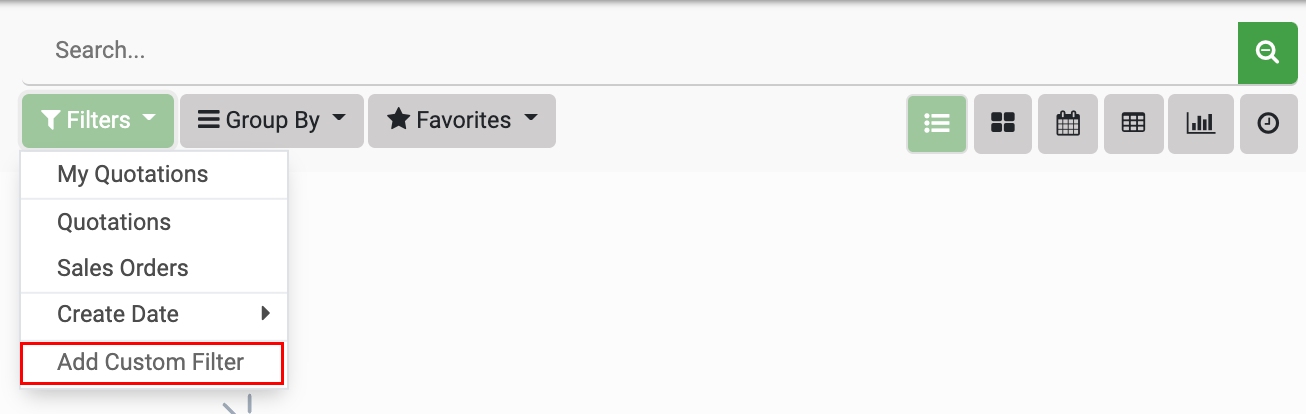 Search...
Filters Group By Favorites
My Quotations
Quotations
Sales Orders
Create Date
Add Custom Filter